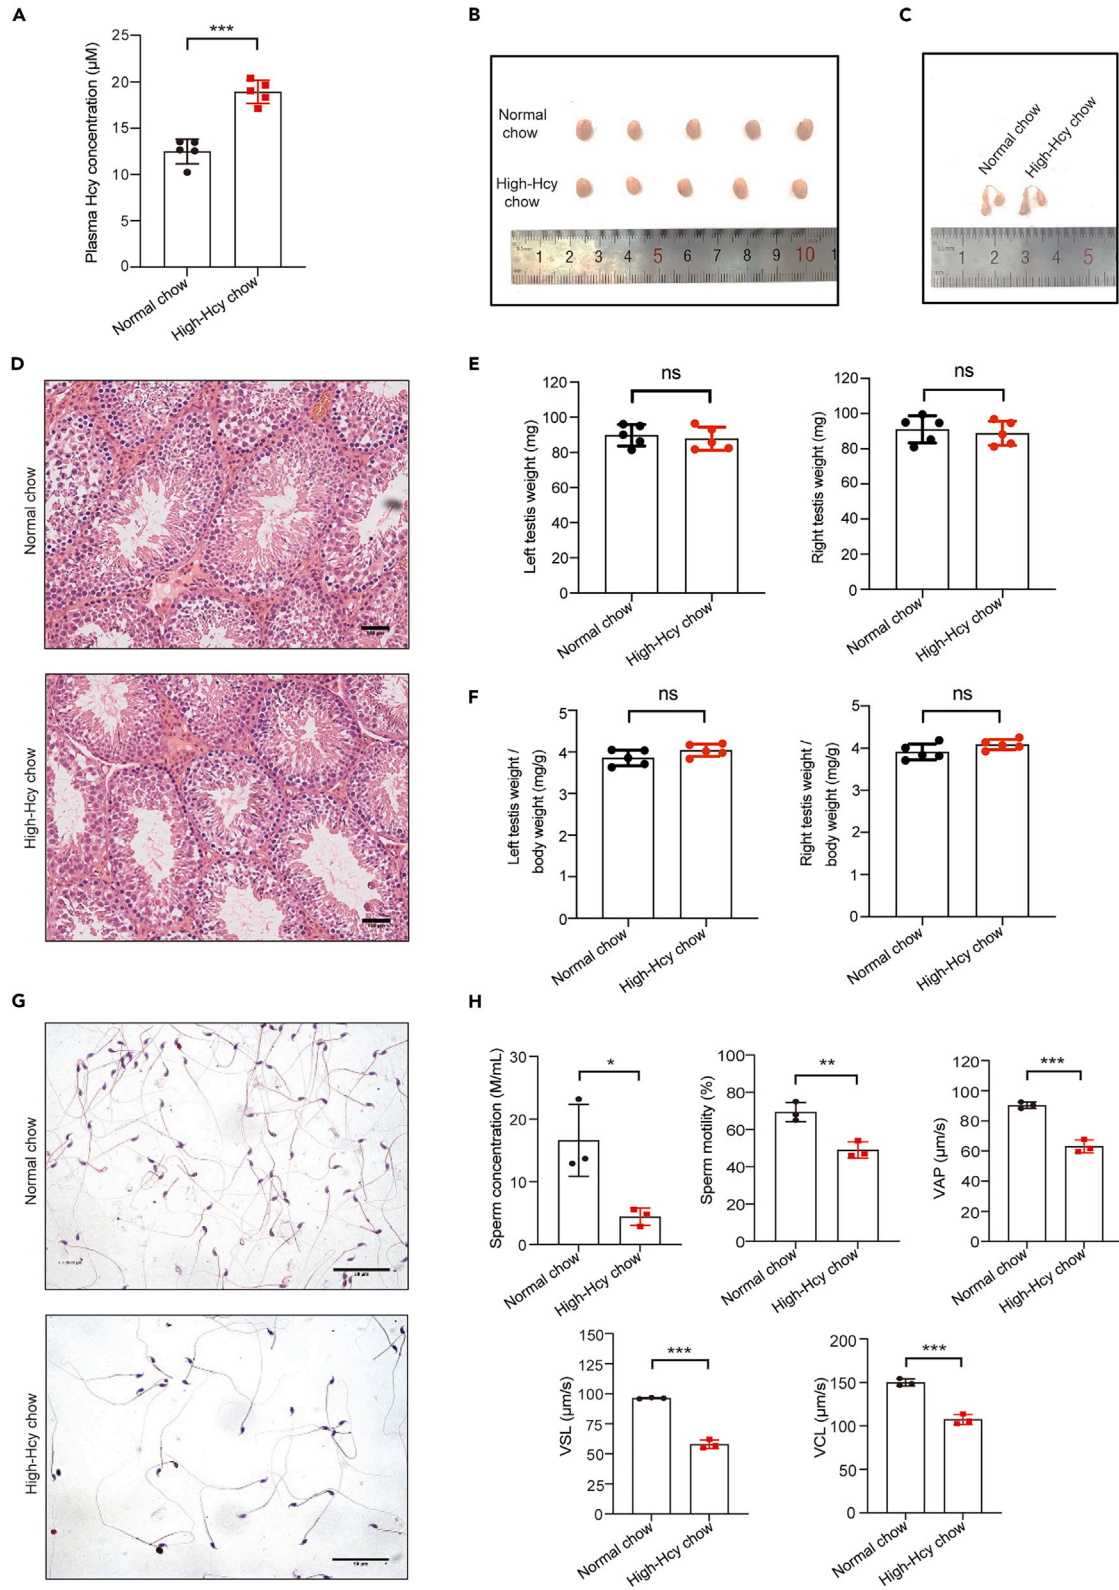 A
***
Plasma Hcy concentration (μM)
25
20
15
10
5
0
Normal chow
High-Hcy chow
B
Normal
chow
High-Hcy
chow
1 2 3 4 5 6 7 8 9 10 1
C
Normal chow
High-Hcy chow
1 2 3 4 5
D
Normal chow
High-Hcy chow
E
ns
Left testis weight (mg)
120
100
80
60
40
20
0
Normal chow
High-Hcy chow
ns
Right testis weight (mg)
120
100
80
60
40
20
0
Normal chow
High-Hcy chow
F
ns
Left testis weight /
body weight (mg/g)
5
4
3
2
1
0
Normal chow
High-Hcy chow
ns
Right testis weight /
body weight (mg/g)
5
4
3
2
1
0
Normal chow
High-Hcy chow
G
Normal chow
High-Hcy chow
H
*
Sperm concentration (M/mL)
30
20
10
0
Normal chow
High-Hcy chow
**
Sperm motility (%)
100
80
60
40
20
0
Normal chow
High-Hcy chow
***
VAP (μm/s)
120
100
80
60
40
20
0
Normal chow
High-Hcy chow
***
VSL (μm/s)
150
125
100
75
50
25
0
Normal chow
High-Hcy chow
***
VCL (μm/s)
200
150
100
50
0
Normal chow
High-Hcy chow